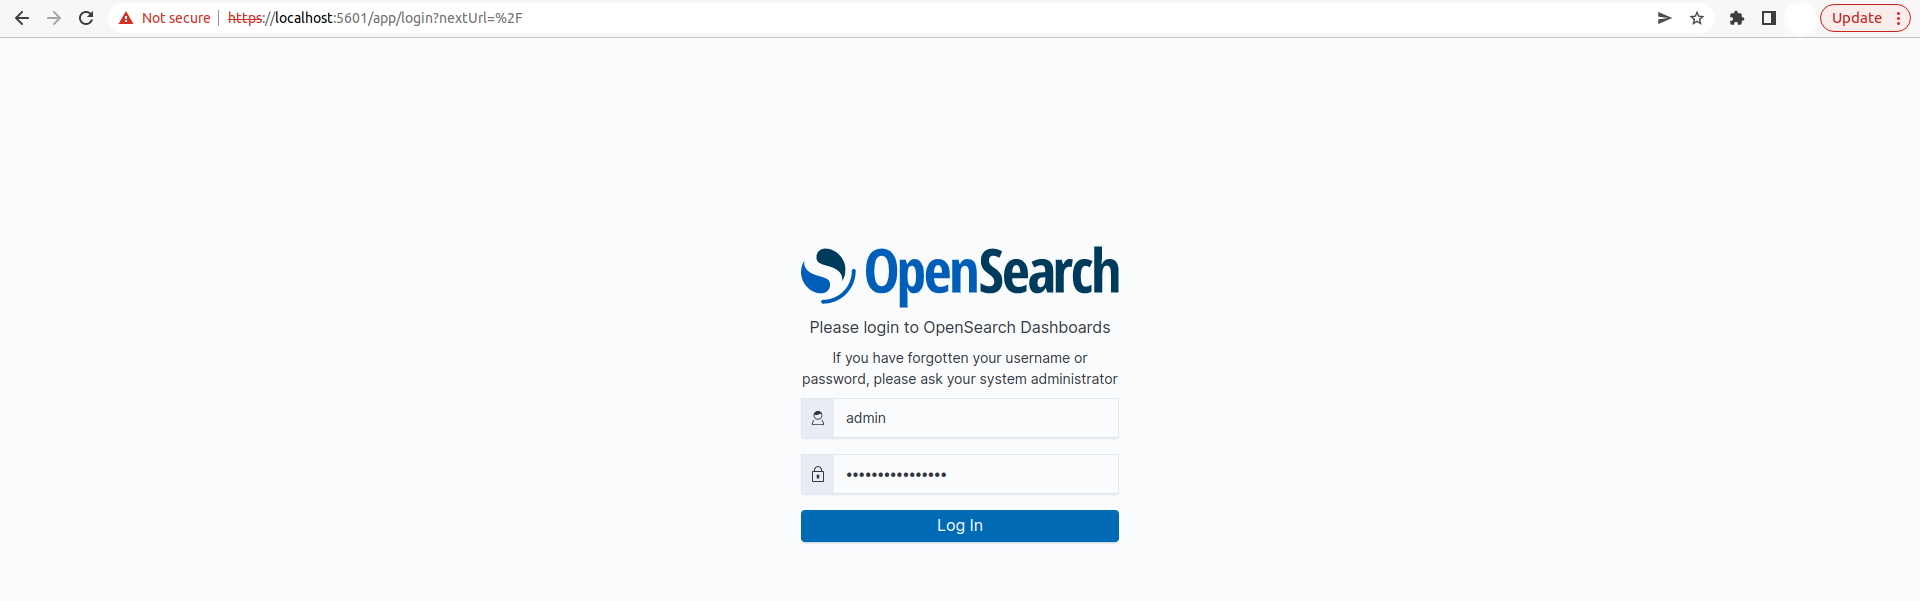 Not secure | https://localhost:5601/app/login?nextUrl=%2F Update
OpenSearch
Please login to OpenSearch Dashboards
If you have forgotten your username or
password, please ask your system administrator
admin
••••••••••••••••
Log In